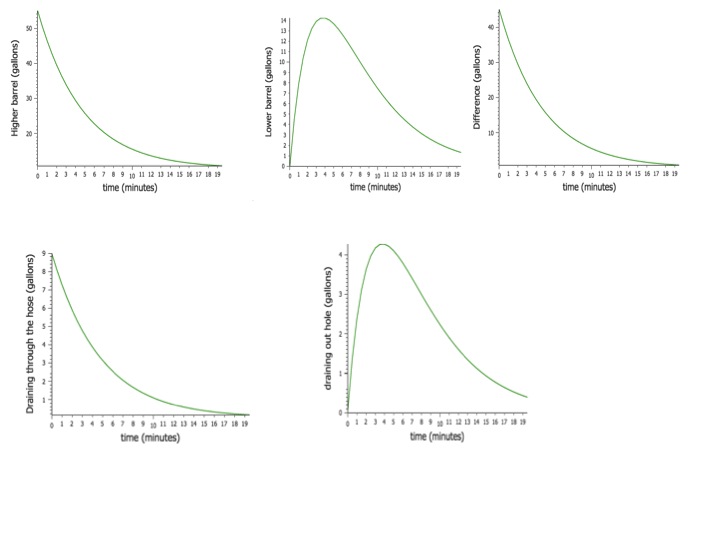 Higher barrel (gallons)
50
40
30
20
0 1 2 3 4 5 6 7 8 9 10 11 12 13 14 15 16 17 18 19
time (minutes)
Lower barrel (gallons)
14
13
12
11
10
9
8
7
6
5
4
3
2
1
0
0 1 2 3 4 5 6 7 8 9 10 11 12 13 14 15 16 17 18 19
time (minutes)
Difference (gallons)
40
30
20
10
0 1 2 3 4 5 6 7 8 9 10 11 12 13 14 15 16 17 18 19
time (minutes)
Draining through the hose (gallons)
9
8
7
6
5
4
3
2
1
0 1 2 3 4 5 6 7 8 9 10 11 12 13 14 15 16 17 18 19
time (minutes)
draining out hole (gallons)
4
3
2
1
0
0 1 2 3 4 5 6 7 8 9 10 11 12 13 14 15 16 17 18 19
time (minutes)